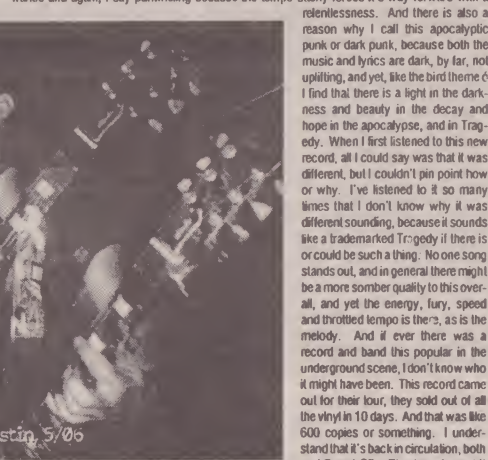 and again, I say pummeling because the tempo
relentlessness. And there is also a
reason why I call this apocalyptic
punk or dark punk, because both the
music and lyrics are dark, by far, not
uplifting, and yet, like the bird theme
I find that there is a light in the dark-
ness and beauty in the decay and
hope in the apocalypse, and in Trag-
edy. When I first listened to this new
record, all I could say was that it was
different, but I couldn't pin point how
or why. I've listened to it so many
times that I don't know why it was
different sounding, because it sounds
like a trademarked Tragedy if there is
or could be such a thing. No one song
stands out, and in general there might
be a more somber quality to this over-
all, and yet the energy, fury, speed
and throttled tempo is there, as is the
melody. And if ever there was a
record and band this popular in the
underground scene, I don't know who
it might have been. This record came
out for their tour, they sold out of all
the vinyl in 10 days. And that was like
600 copies or something. I under-
stand that it's back in circulation, both
stin, 5/06